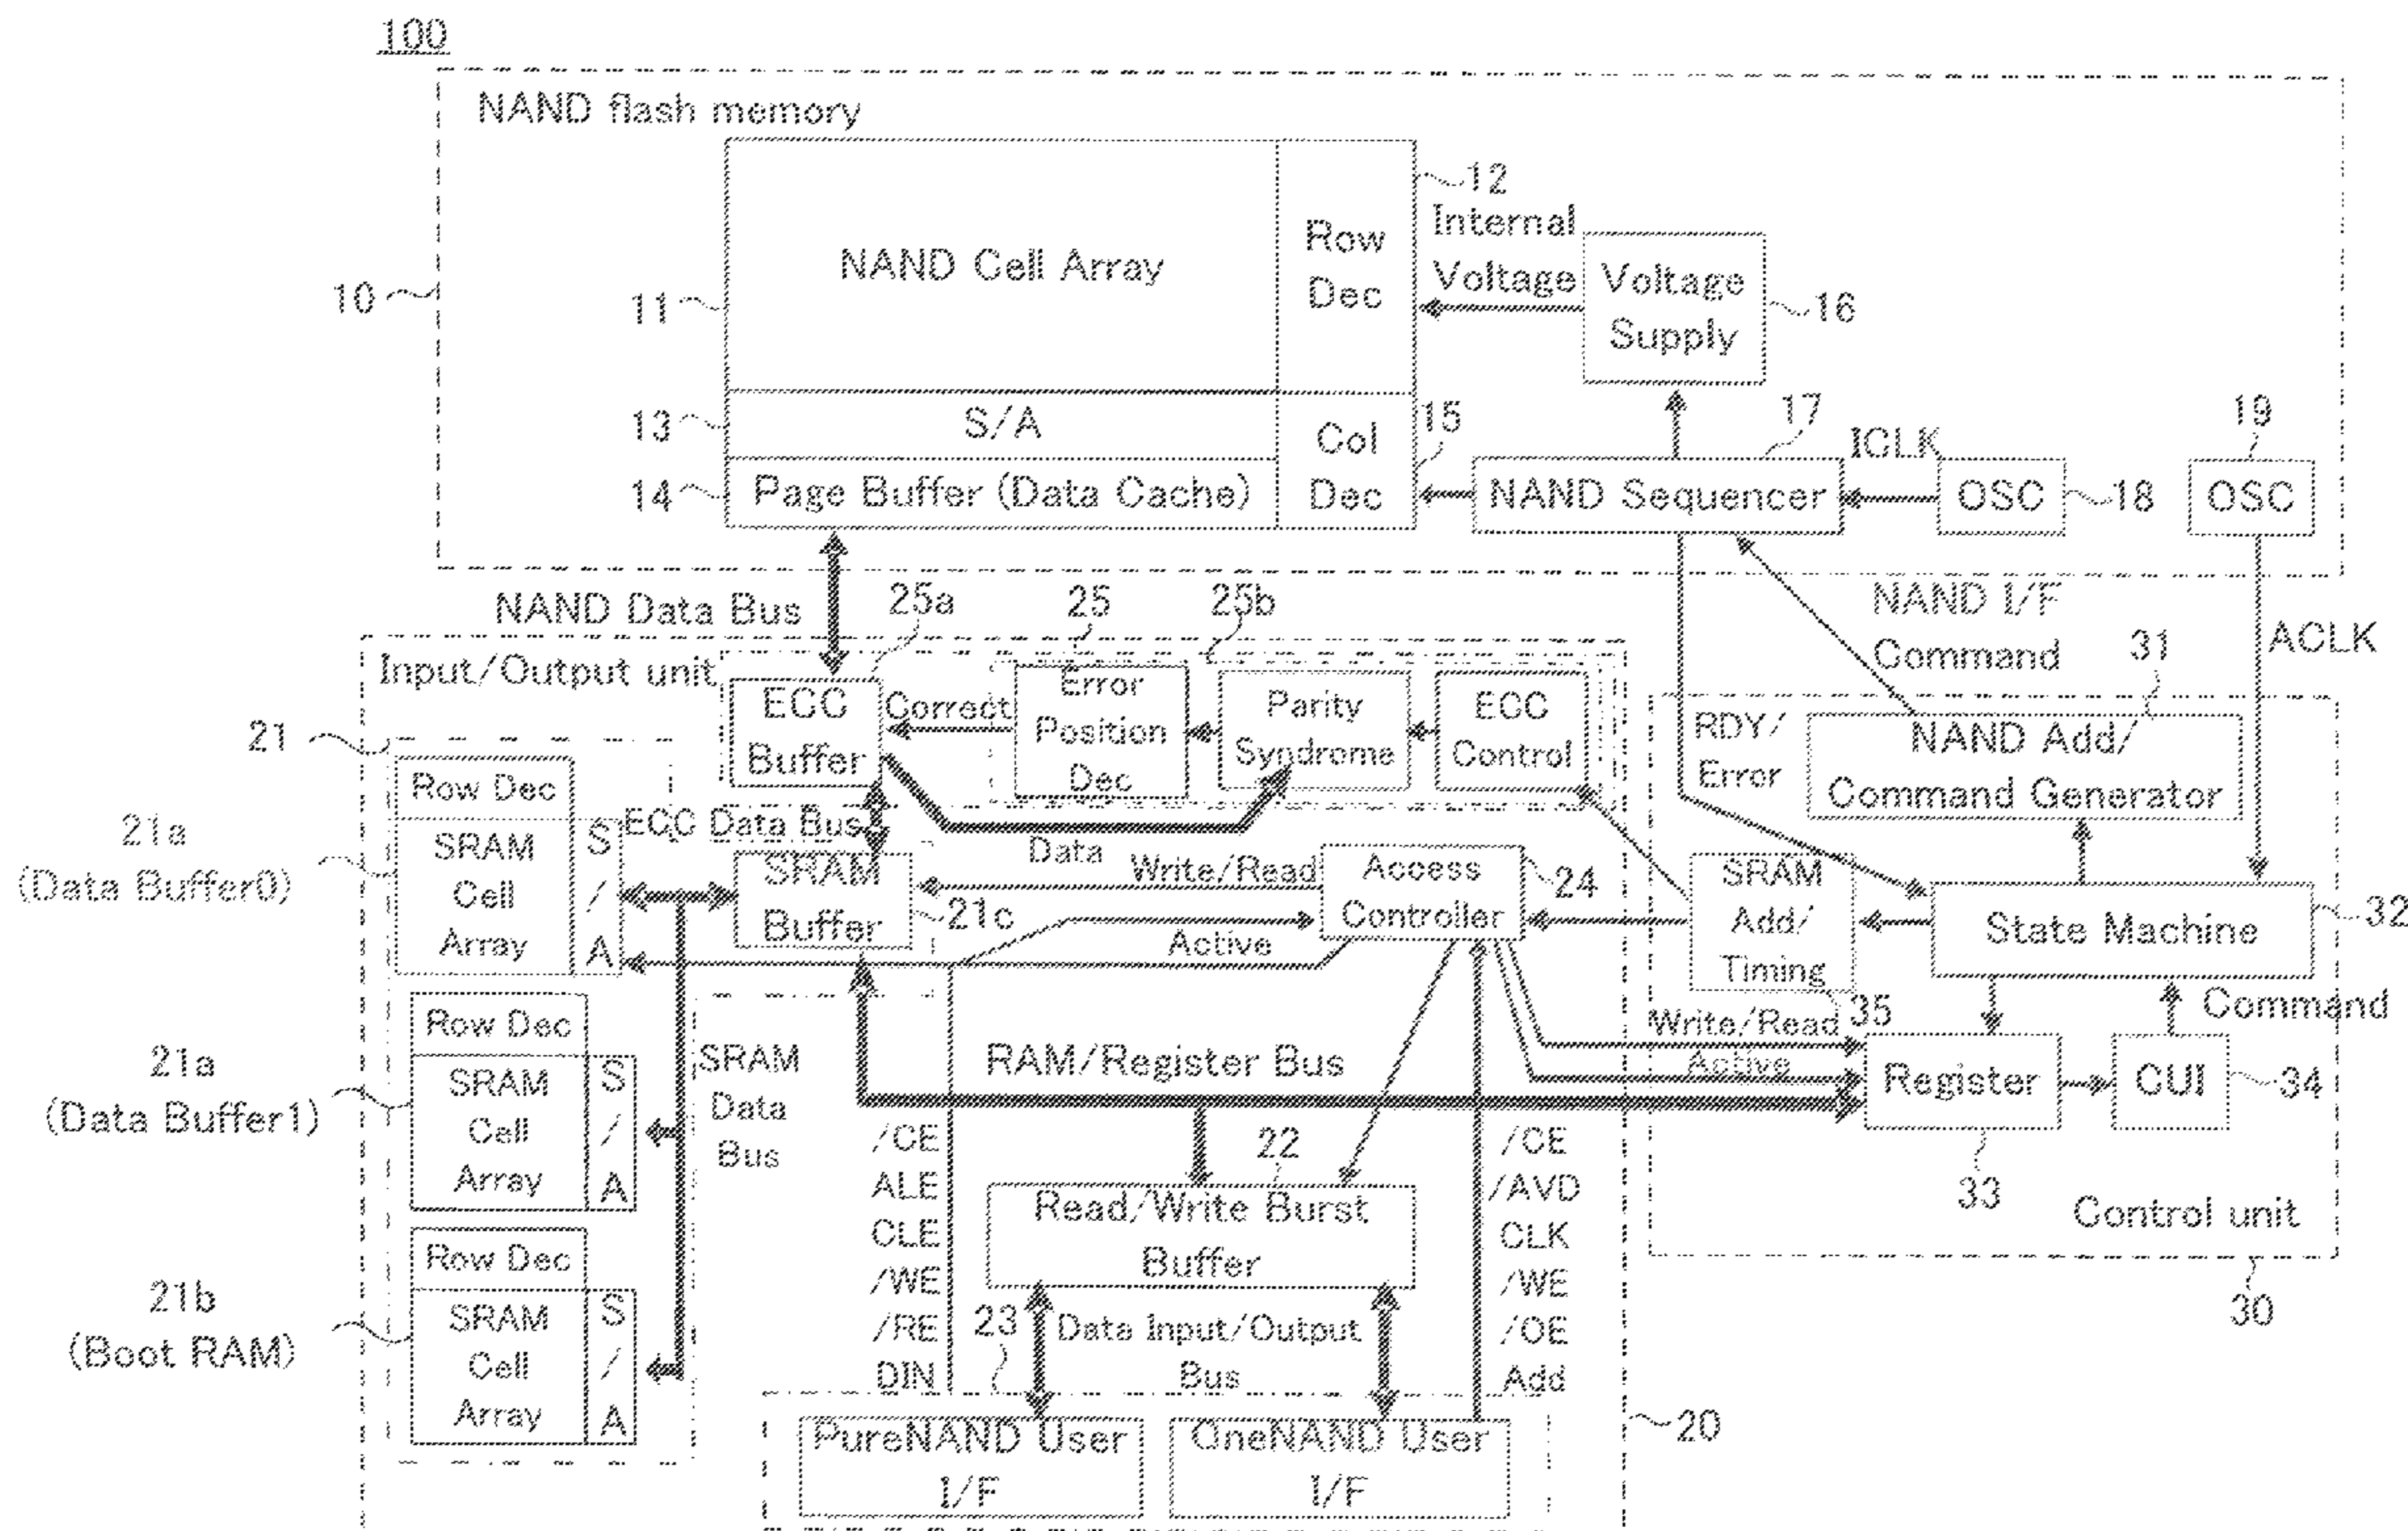 100
NAND flash memory
NAND Cell Array
Row
Dec
12
Internal
Voltage
Voltage
Supply
16
10
11
13
S/A
14
Page Buffer (Data Cache)
Col
Dec
15
NAND Sequencer
17
ICLK
OSC
18
19
OSC
NAND Data Bus
25a
25
25b
NAND I/F
Command
31
ACLK
Input/Output unit
ECC
Buffer
Correct
Error
Position
Dec
Parity
Syndrome
ECC
Control
RDY/
Error
NAND Add/
Command Generator
21
Row Dec
21a
(Data Buffer0)
SRAM
Cell
Array
S
/
A
ECC Data Bus
SRAM
Buffer
21c
Data
Write/Read
Active
Access
Controller
24
SRAM
Add/
Timing
35
State Machine
32
Command
Row Dec
21a
(Data Buffer1)
SRAM
Cell
Array
S
/
A
SRAM
Data
Bus
RAM/Register Bus
Write/Read
Active
Register
33
CUI
34
/CE
ALE
CLE
/WE
/RE
DIN
22
Read/Write Burst
Buffer
/CE
/AVD
CLK
/WE
/OE
Add
Control unit
30
Row Dec
21b
(Boot RAM)
SRAM
Cell
Array
S
/
A
23
Data Input/Output
Bus
PureNAND User
I/F
OneNAND User
I/F
20